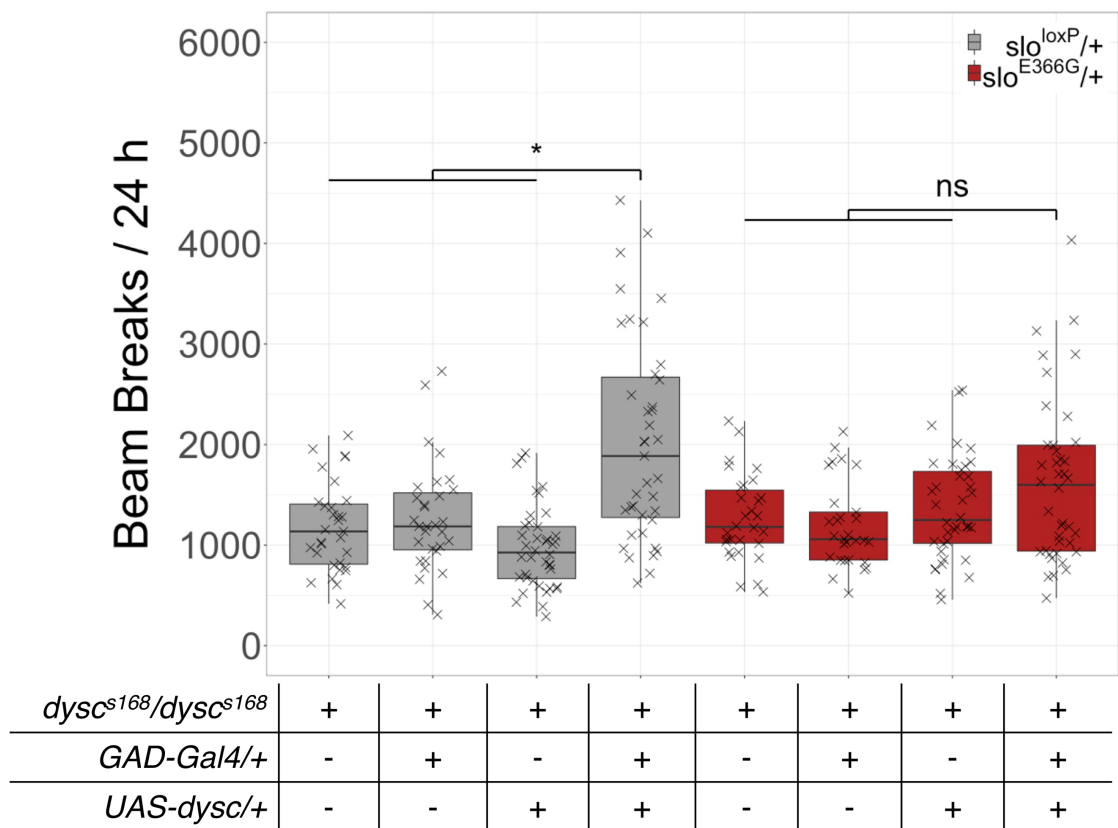 6000
slo^loxP/+
slo^E366G/+
5000
*
ns
4000
3000
2000
1000
0
Beam Breaks / 24 h
dysc^s168/dysc^s168 + + + + + + + +
GAD-Gal4/+ - + - + - + - +
UAS-dysc/+ - - + + - - + +